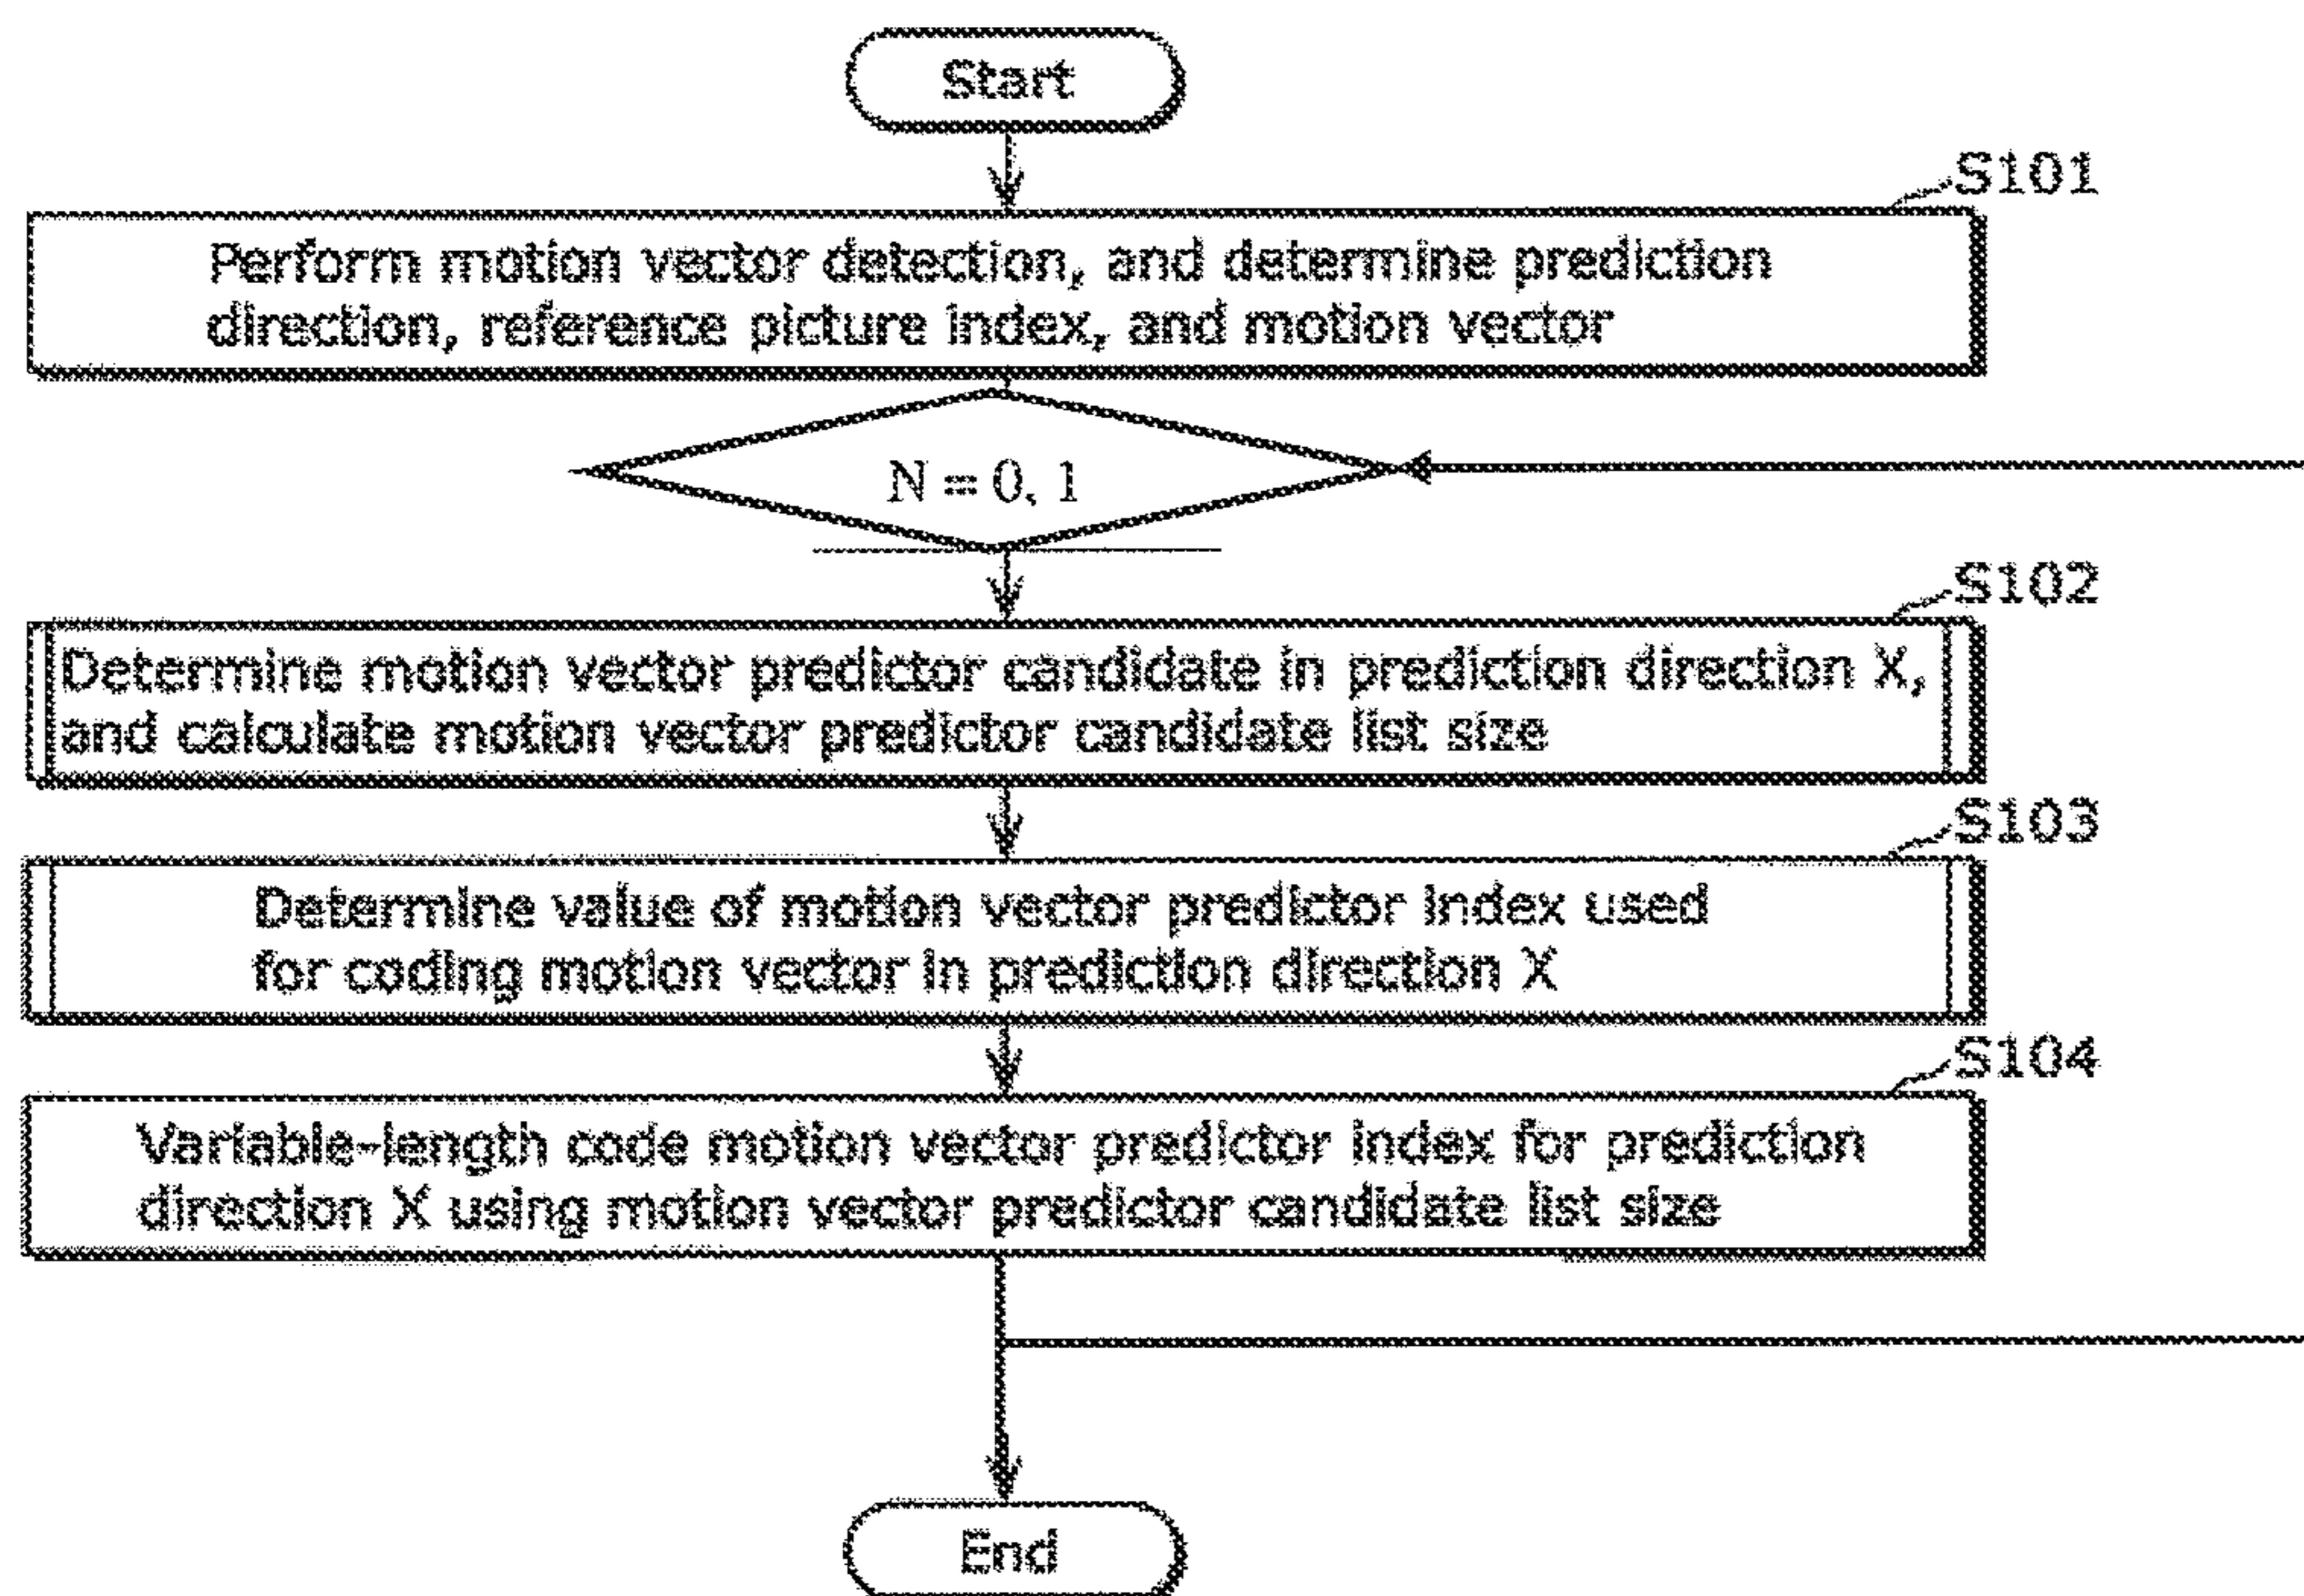 Start
S101
Perform motion vector detection, and determine prediction
direction, reference picture index, and motion vector
N = 0, 1
S102
Determine motion vector predictor candidate in prediction direction X,
and calculate motion vector predictor candidate list size
S103
Determine value of motion vector predictor index used
for coding motion vector in prediction direction X
S104
Variable-length code motion vector predictor index for prediction
direction X using motion vector predictor candidate list size
End